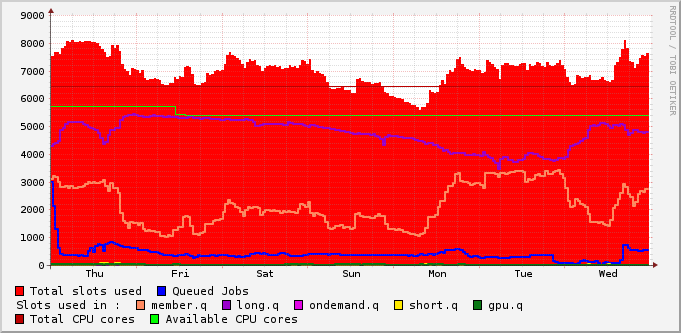 9000
8000
7000
6000
5000
4000
3000
2000
1000
0
Thu Fri Sat Sun Mon Tue Wed
RRDTOOL / TOBI OETIKER
Total slots used Queued Jobs
Slots used in : member.q long.q ondemand.q short.q gpu.q
Total CPU cores Available CPU cores